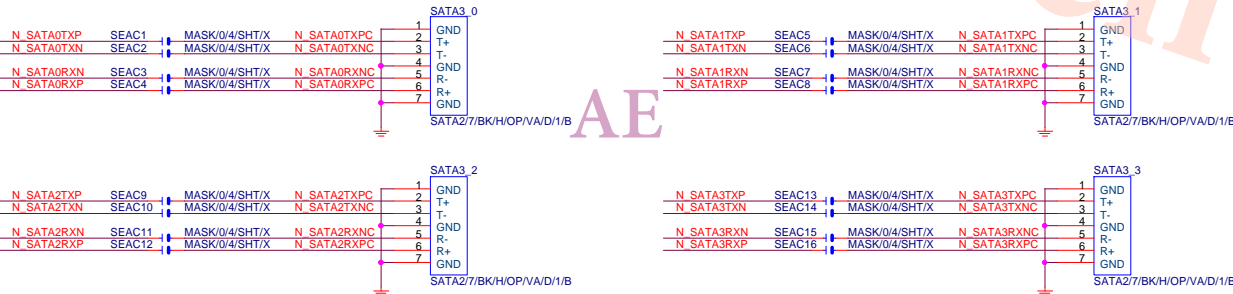 SATA3_0
1 GND
N_SATA0TXP SEAC1 MASK/0/4/SHT/X N_SATA0TXPC 2 T+
N_SATA0TXN SEAC2 MASK/0/4/SHT/X N_SATA0TXNC 3 T-
4 GND
N_SATA0RXN SEAC3 MASK/0/4/SHT/X N_SATA0RXNC 5 R-
N_SATA0RXP SEAC4 MASK/0/4/SHT/X N_SATA0RXPC 6 R+
7 GND
SATA2/7/BK/H/OP/VA/D/1/B
SATA3_1
1 GND
N_SATA1TXP SEAC5 MASK/0/4/SHT/X N_SATA1TXPC 2 T+
N_SATA1TXN SEAC6 MASK/0/4/SHT/X N_SATA1TXNC 3 T-
4 GND
N_SATA1RXN SEAC7 MASK/0/4/SHT/X N_SATA1RXNC 5 R-
N_SATA1RXP SEAC8 MASK/0/4/SHT/X N_SATA1RXPC 6 R+
7 GND
SATA2/7/BK/H/OP/VA/D/1/B
AE
SATA3_2
1 GND
N_SATA2TXP SEAC9 MASK/0/4/SHT/X N_SATA2TXPC 2 T+
N_SATA2TXN SEAC10 MASK/0/4/SHT/X N_SATA2TXNC 3 T-
4 GND
N_SATA2RXN SEAC11 MASK/0/4/SHT/X N_SATA2RXNC 5 R-
N_SATA2RXP SEAC12 MASK/0/4/SHT/X N_SATA2RXPC 6 R+
7 GND
SATA2/7/BK/H/OP/VA/D/1/B
SATA3_3
1 GND
N_SATA3TXP SEAC13 MASK/0/4/SHT/X N_SATA3TXPC 2 T+
N_SATA3TXN SEAC14 MASK/0/4/SHT/X N_SATA3TXNC 3 T-
4 GND
N_SATA3RXN SEAC15 MASK/0/4/SHT/X N_SATA3RXNC 5 R-
N_SATA3RXP SEAC16 MASK/0/4/SHT/X N_SATA3RXPC 6 R+
7 GND
SATA2/7/BK/H/OP/VA/D/1/B